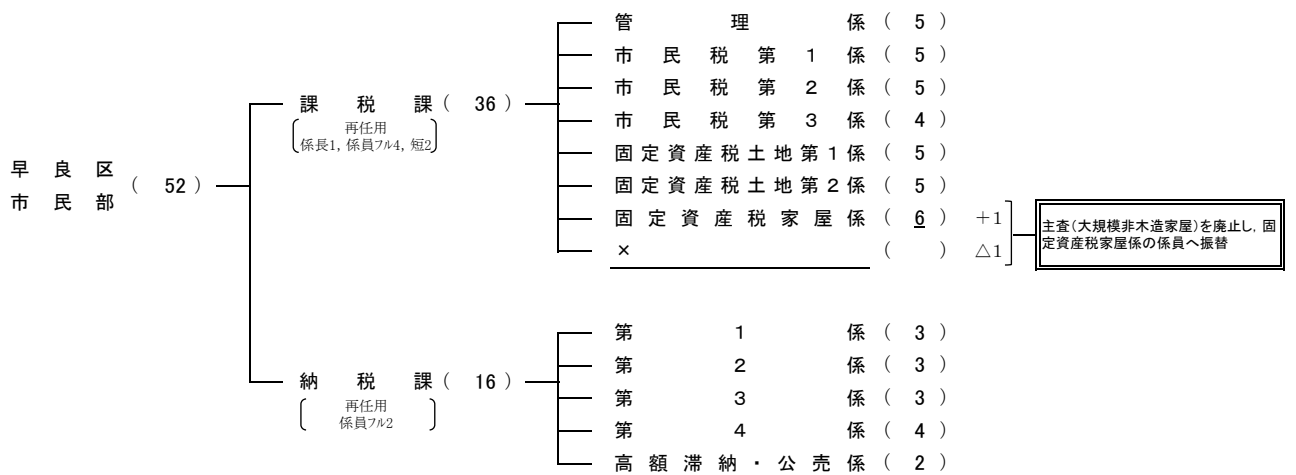 管理係（ 5 ）
市民税第1係（ 5 ）
市民税第2係（ 5 ）
課税課（ 36 ）
市民税第3係（ 4 ）
再任用
係長1，係員フル4，短2
固定資産税土地第1係（ 5 ）
早良区
市民部
（ 52 ）
固定資産税土地第2係（ 5 ）
固定資産税家屋係（ 6 ） +1
×（ ） △1
主査（大規模非木造家屋）を廃止し，固
定資産税家屋係の係員へ振替
第1係（ 3 ）
第2係（ 3 ）
納税課（ 16 ）
第3係（ 3 ）
再任用
係員フル2
第4係（ 4 ）
高額滞納・公売係（ 2 ）